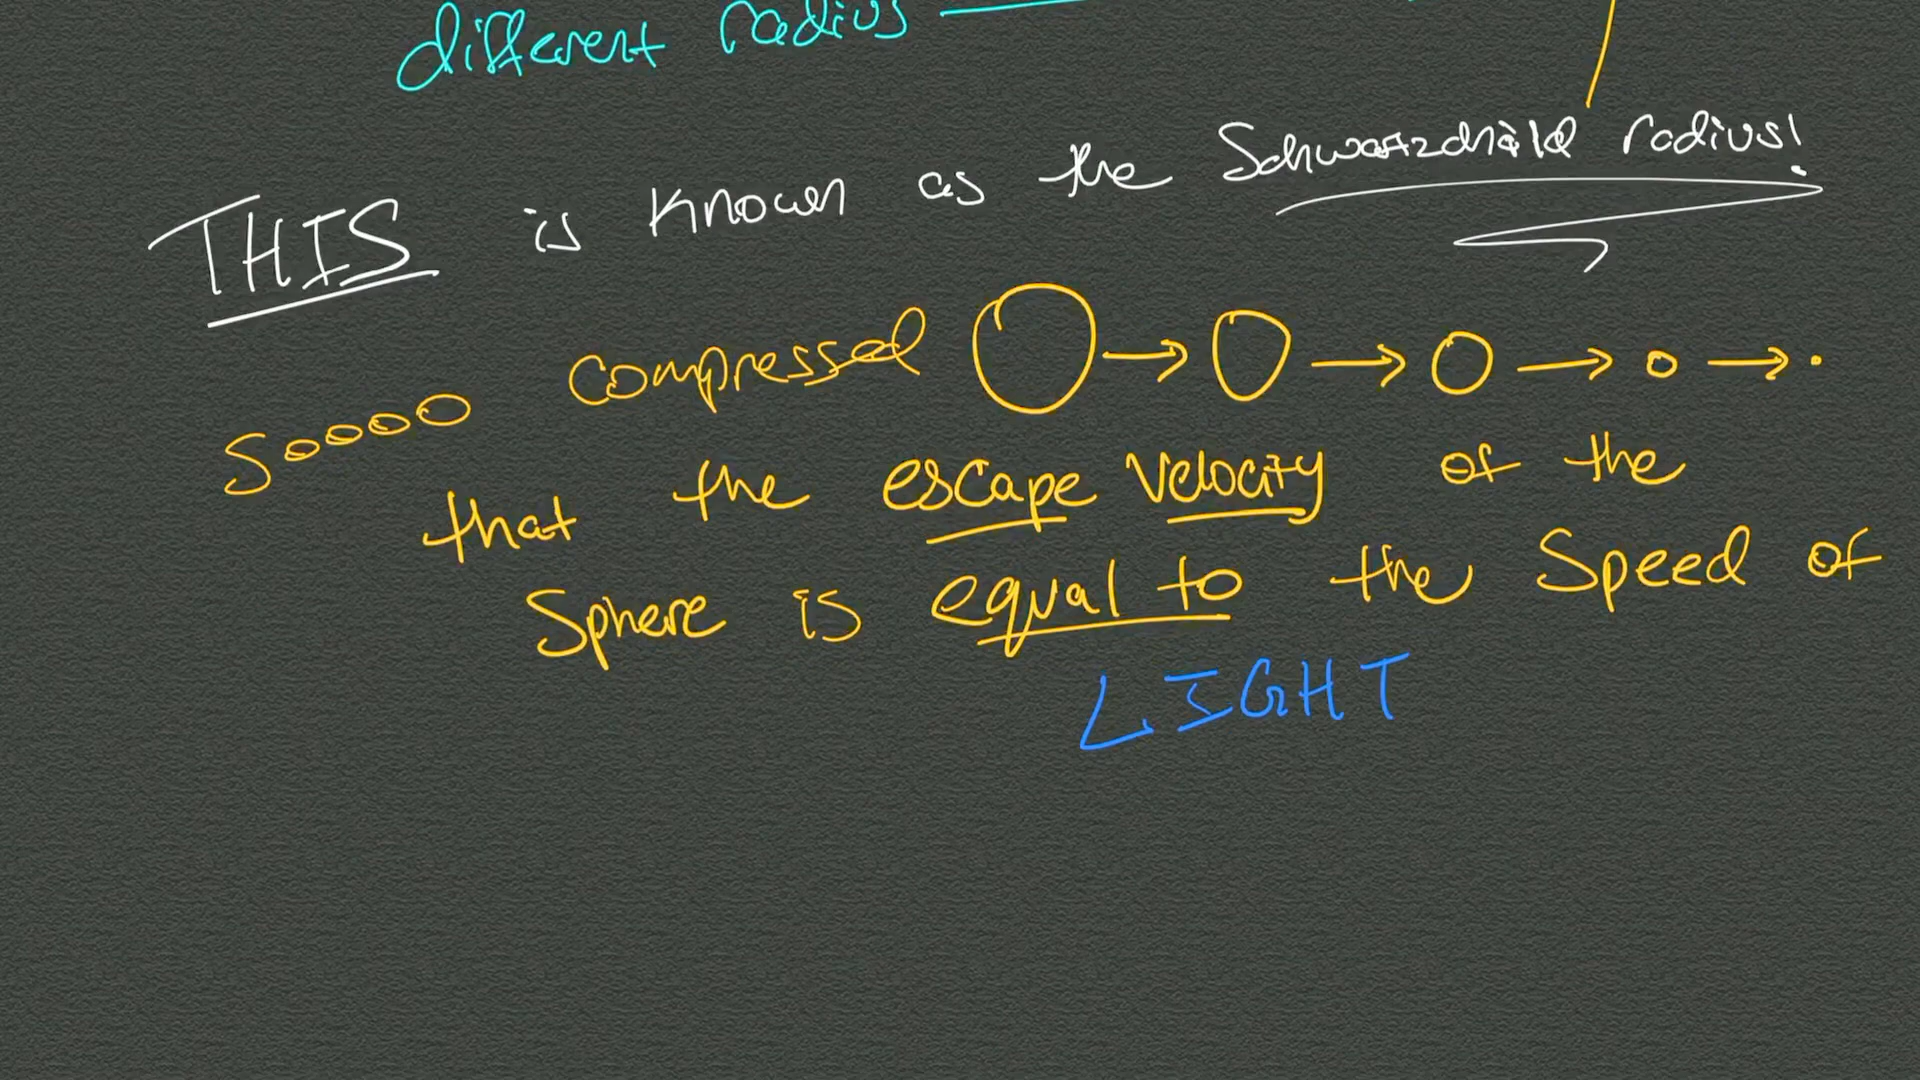 different radius
THIS is known as the Schwarzchild radius!
soooo compressed
that the escape velocity of the
Sphere is equal to the Speed of
LIGHT